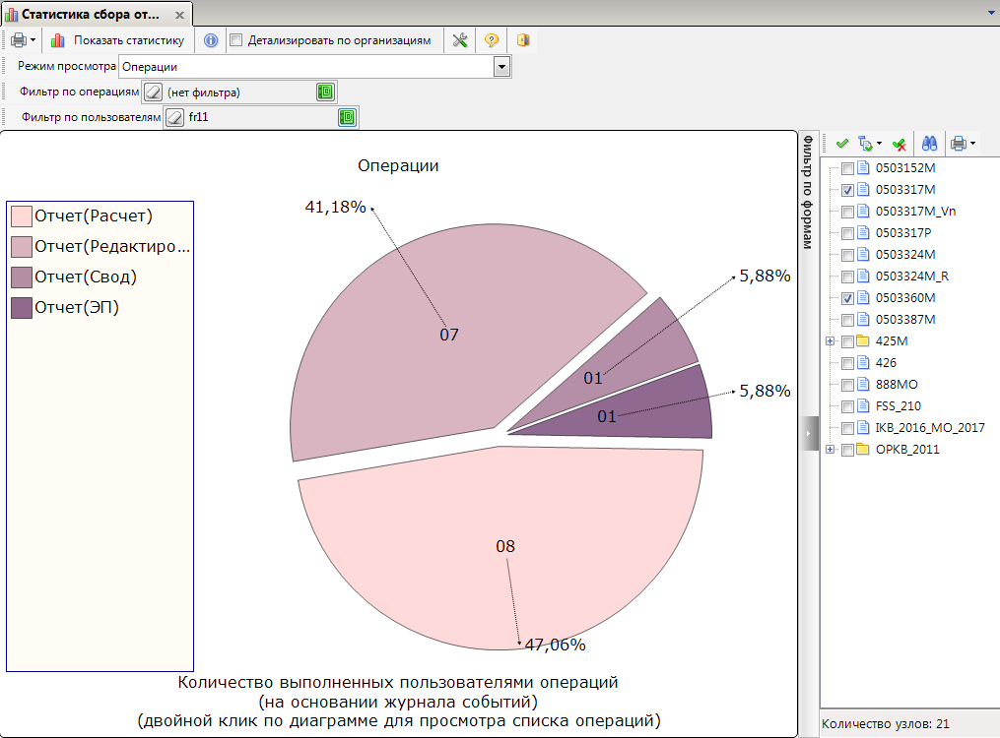 Статистика сбора от...
Показать статистику
Детализировать по организациям
Режим просмотра Операции
Фильтр по операциям (нет фильтра)
Фильтр по пользователям fr11
Операции
Отчет(Расчет)
Отчет(Редактиро...
Отчет(Свод)
Отчет(ЭП)
41,18%
07
5,88%
01
5,88%
01
08
47,06%
Количество выполненных пользователями операций
(на основании журнала событий)
(двойной клик по диаграмме для просмотра списка операций)
Фильтр по формам
0503152M
0503317M
0503317M_Vn
0503317P
0503324M
0503324M_R
0503360M
0503387M
425M
426
888MO
FSS_210
IKB_2016_MO_2017
OPKB_2011
Количество узлов: 21